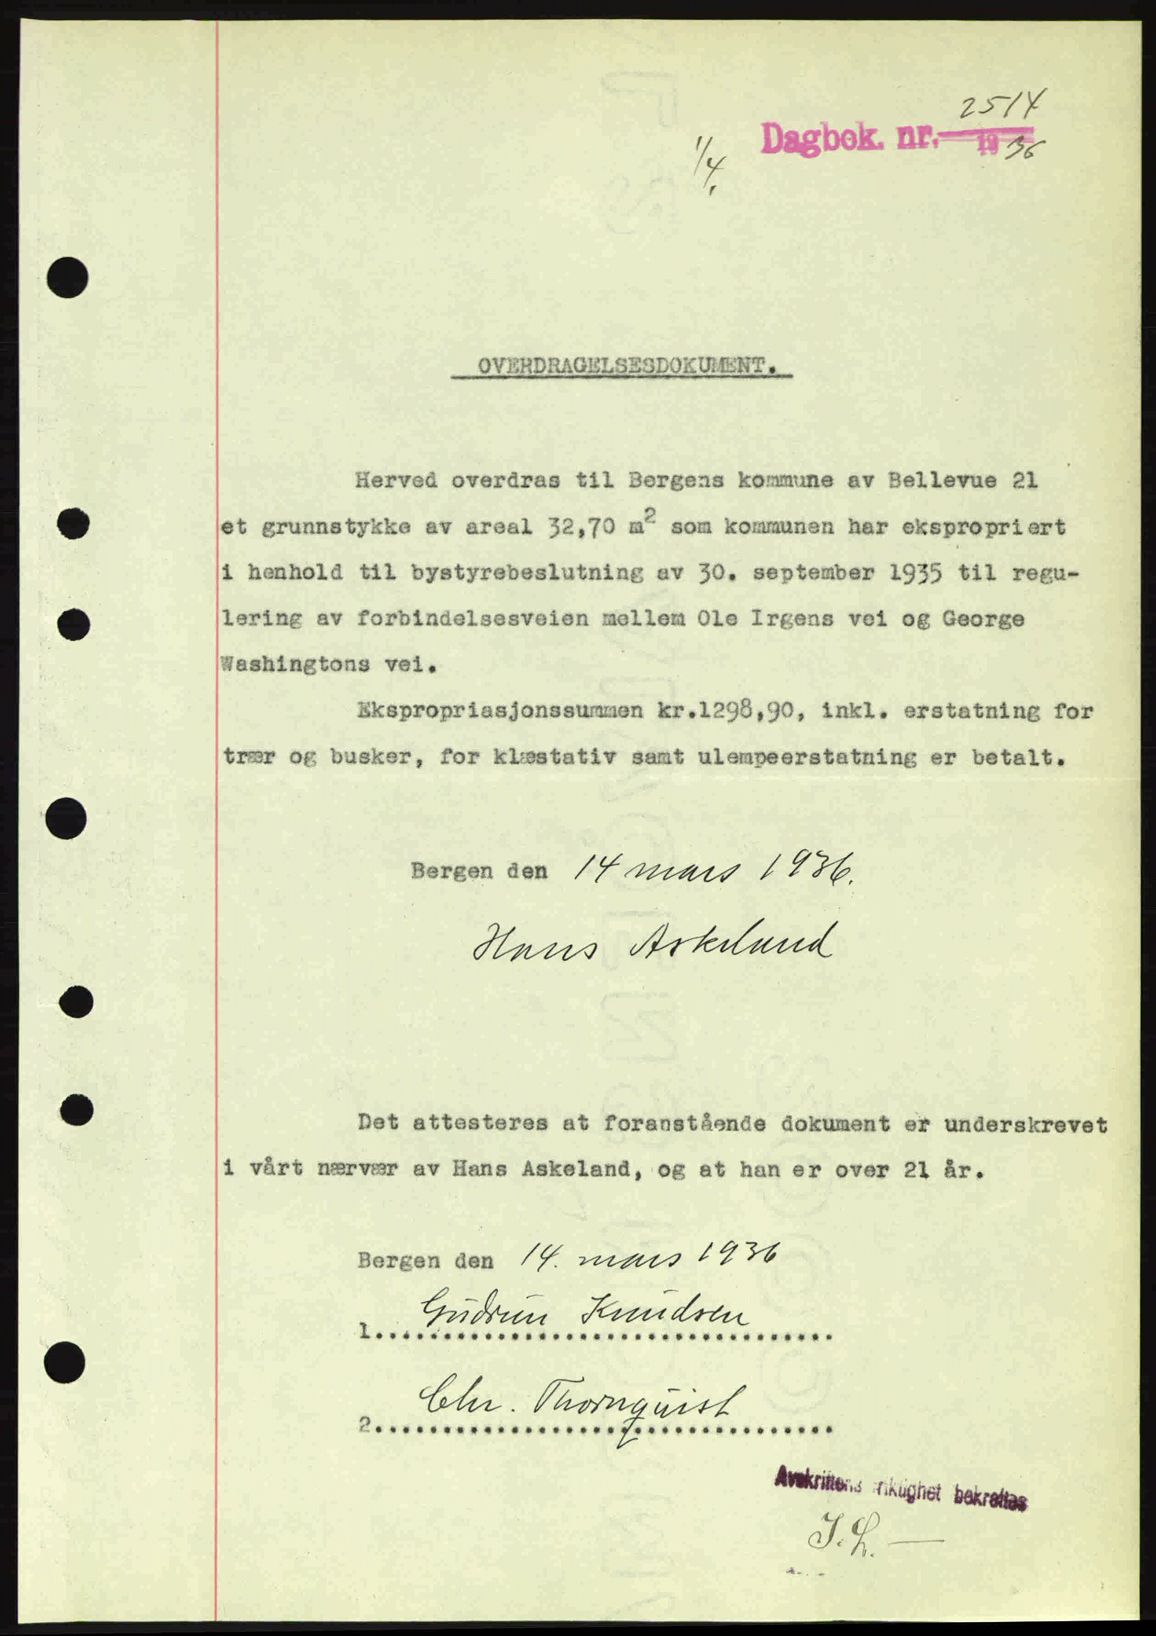 2514
1/4. Dagbok. nr. 19 36
OVERDRAGELSESDOKUMENT.
Herved overdras til Bergens kommune av Bellevue 21
et grunnstykke av areal 32,70 m2 som kommunen har ekspropriert
i henhold til bystyrebeslutning av 30. september 1935 til regu-
lering av forbindelsesveien mellem Ole Irgens vei og George
Washingtons vei.
Ekspropriasjonssummen kr.1298,90, inkl. erstatning for
trær og busker, for klæstativ samt ulempeerstatning er betalt.
Bergen den 14 mars 1936.
Hans Askeland
Det attesteres at foranstående dokument er underskrevet
i vårt nærvær av Hans Askeland, og at han er over 21 år.
Bergen den 14. mars 1936
Gudrun Knudsen
1..................................
Chr. Thornquist
2..................................
Avskriftens riktighet bekreftes